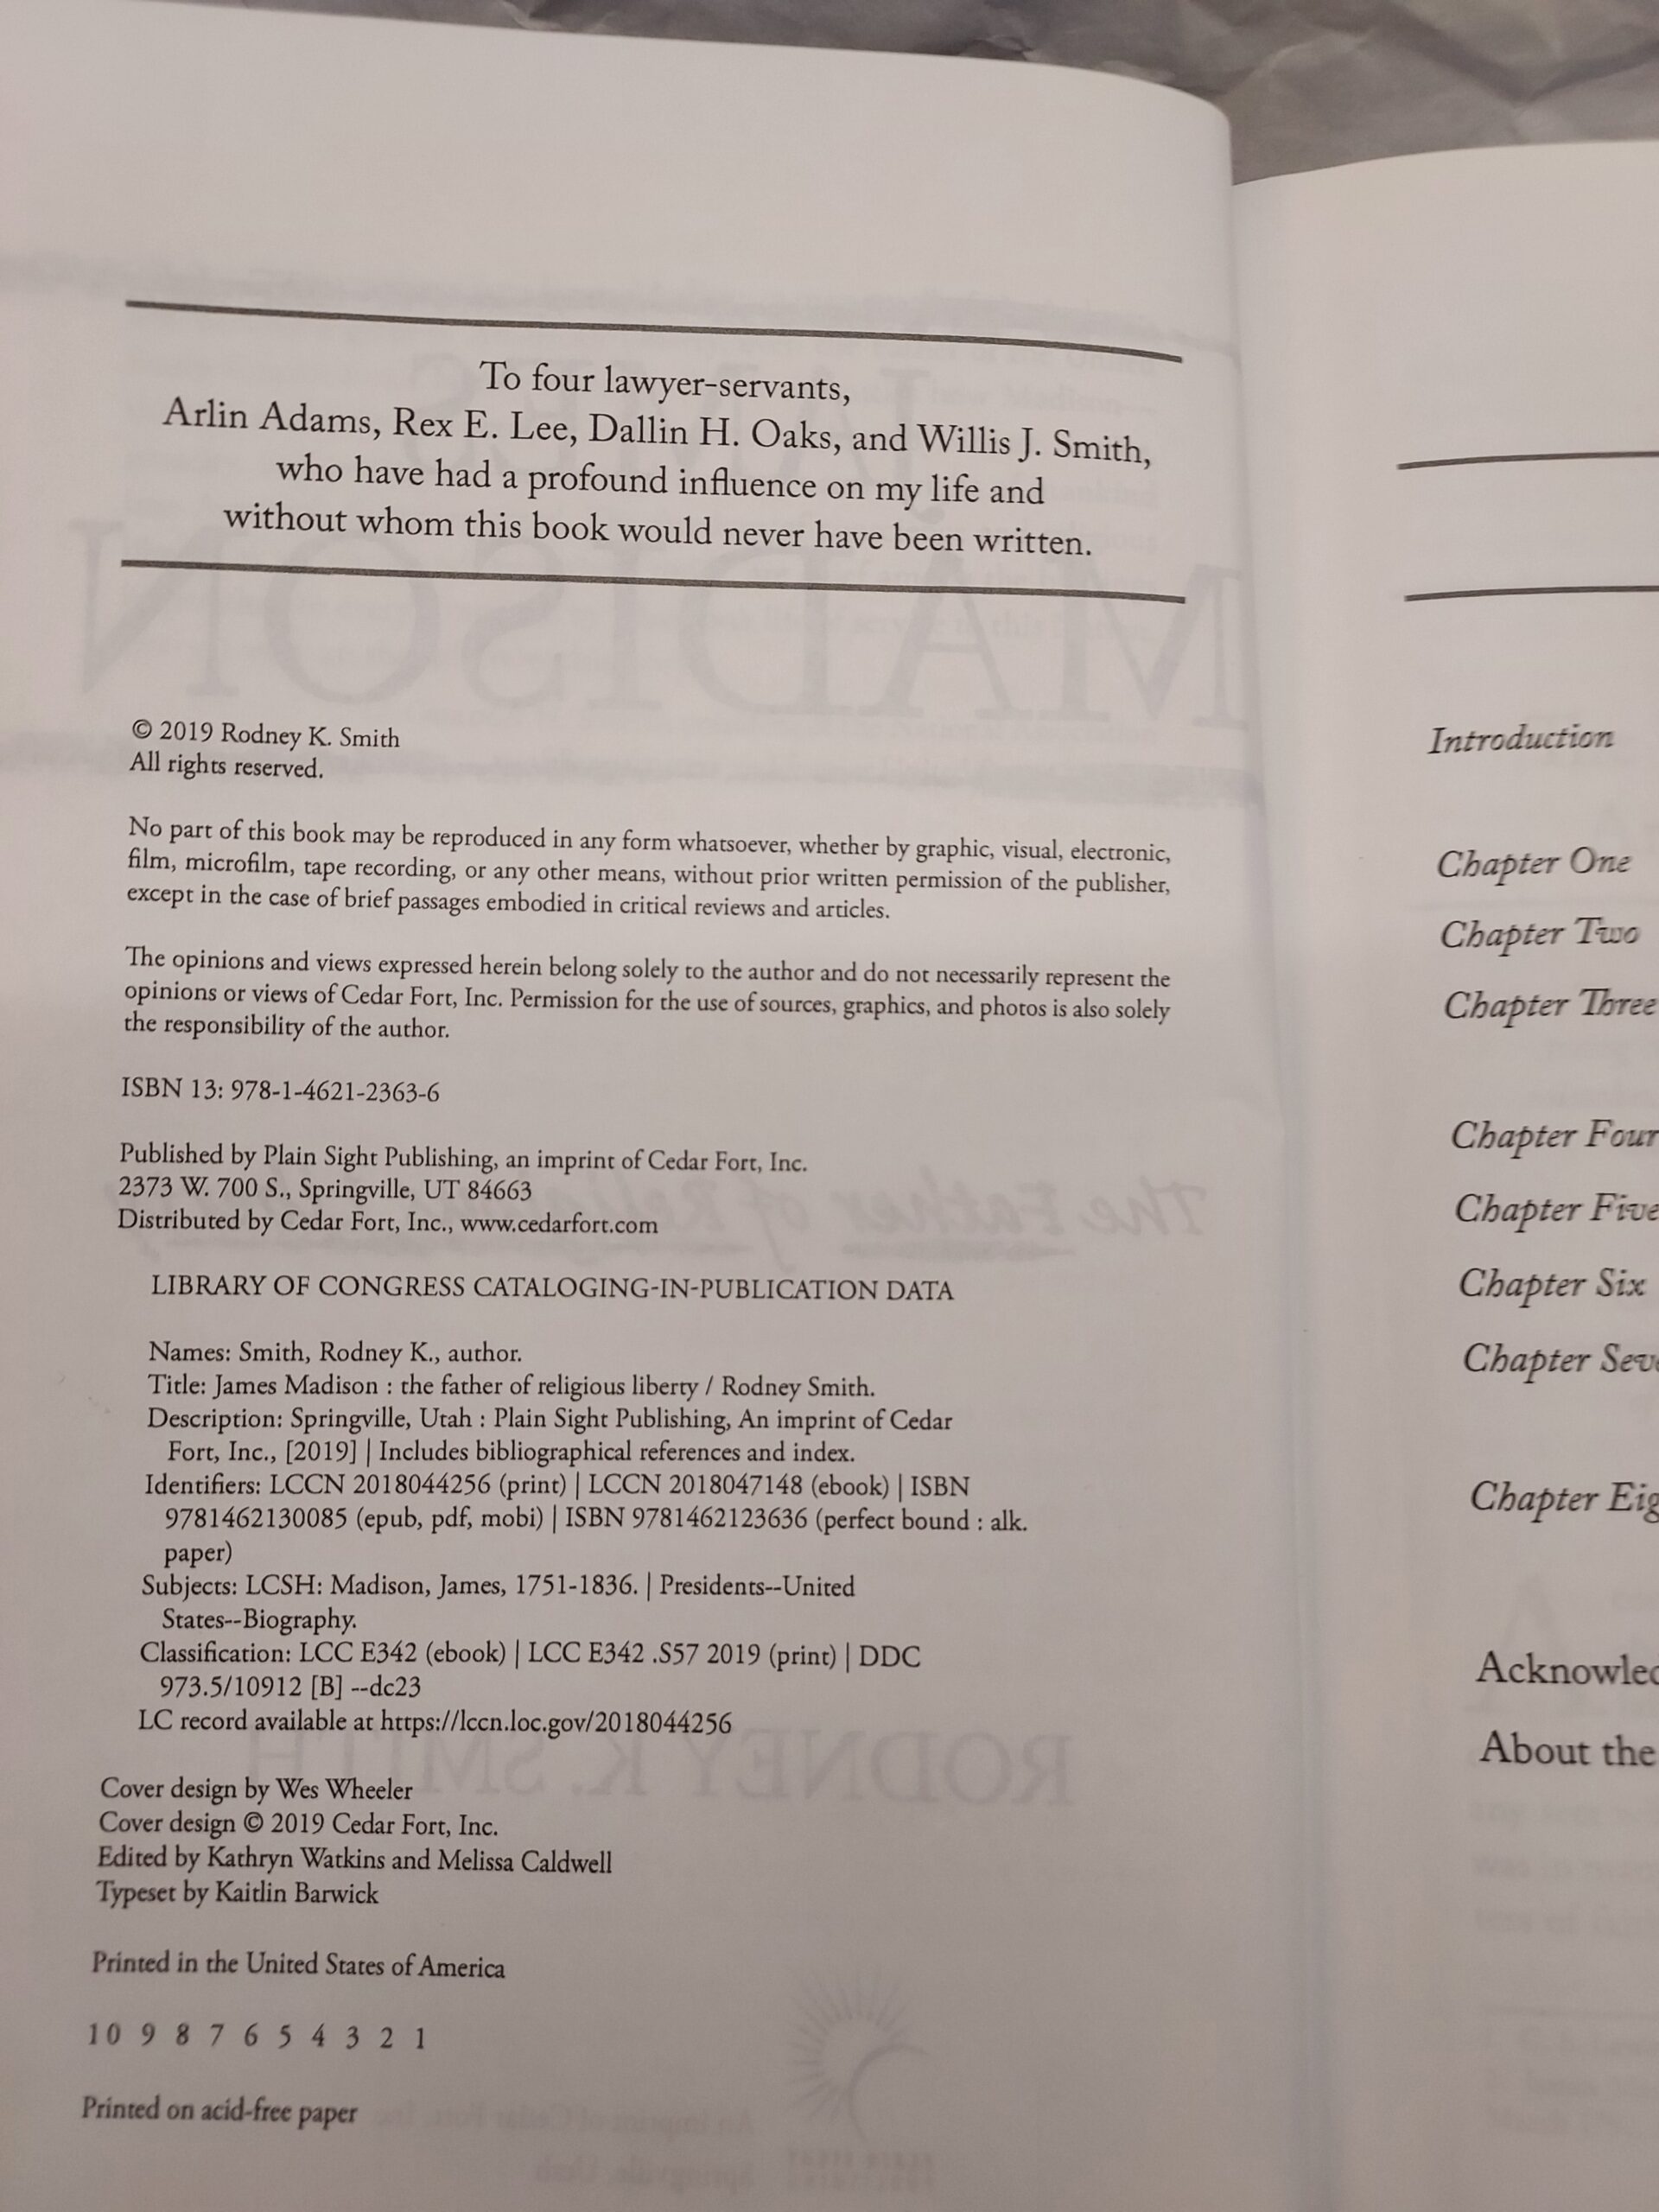 To four lawyer-servants,
Arlin Adams, Rex E. Lee, Dallin H. Oaks, and Willis J. Smith,
who have had a profound influence on my life and
without whom this book would never have been written.
© 2019 Rodney K. Smith
All rights reserved.
No part of this book may be reproduced in any form whatsoever, whether by graphic, visual, electronic,
film, microfilm, tape recording, or any other means, without prior written permission of the publisher,
except in the case of brief passages embodied in critical reviews and articles.
The opinions and views expressed herein belong solely to the author and do not necessarily represent the
opinions or views of Cedar Fort, Inc. Permission for the use of sources, graphics, and photos is also solely
the responsibility of the author.
ISBN 13: 978-1-4621-2363-6
Published by Plain Sight Publishing, an imprint of Cedar Fort, Inc.
2373 W. 700 S., Springville, UT 84663
Distributed by Cedar Fort, Inc., www.cedarfort.com
LIBRARY OF CONGRESS CATALOGING-IN-PUBLICATION DATA
Names: Smith, Rodney K., author.
Title: James Madison : the father of religious liberty / Rodney Smith.
Description: Springville, Utah : Plain Sight Publishing, An imprint of Cedar
Fort, Inc., [2019] | Includes bibliographical references and index.
Identifiers: LCCN 2018044256 (print) | LCCN 2018047148 (ebook) | ISBN
9781462130085 (epub, pdf, mobi) | ISBN 9781462123636 (perfect bound : alk.
paper)
Subjects: LCSH: Madison, James, 1751-1836. | Presidents--United
States--Biography.
Classification: LCC E342 (ebook) | LCC E342 .S57 2019 (print) | DDC
973.5/10912 [B] --dc23
LC record available at https://lccn.loc.gov/2018044256
Cover design by Wes Wheeler
Cover design © 2019 Cedar Fort, Inc.
Edited by Kathryn Watkins and Melissa Caldwell
Typeset by Kaitlin Barwick
Printed in the United States of America
10 9 8 7 6 5 4 3 2 1
Printed on acid-free paper
Introduction
Chapter One
Chapter Two
Chapter Three
Chapter Four
Chapter Five
Chapter Six
Chapter Seve
Chapter Eig
Acknowled
About the